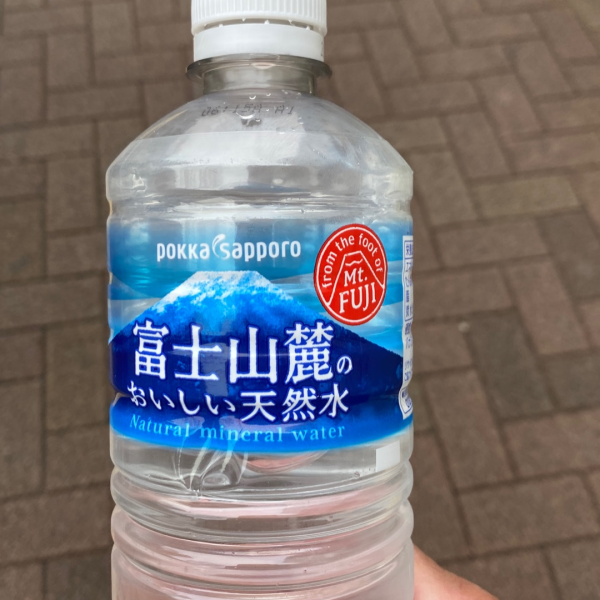 pokka sapporo
from the foot of
Mt.
FUJI
富士山麓の
おいしい天然水
Natural mineral water